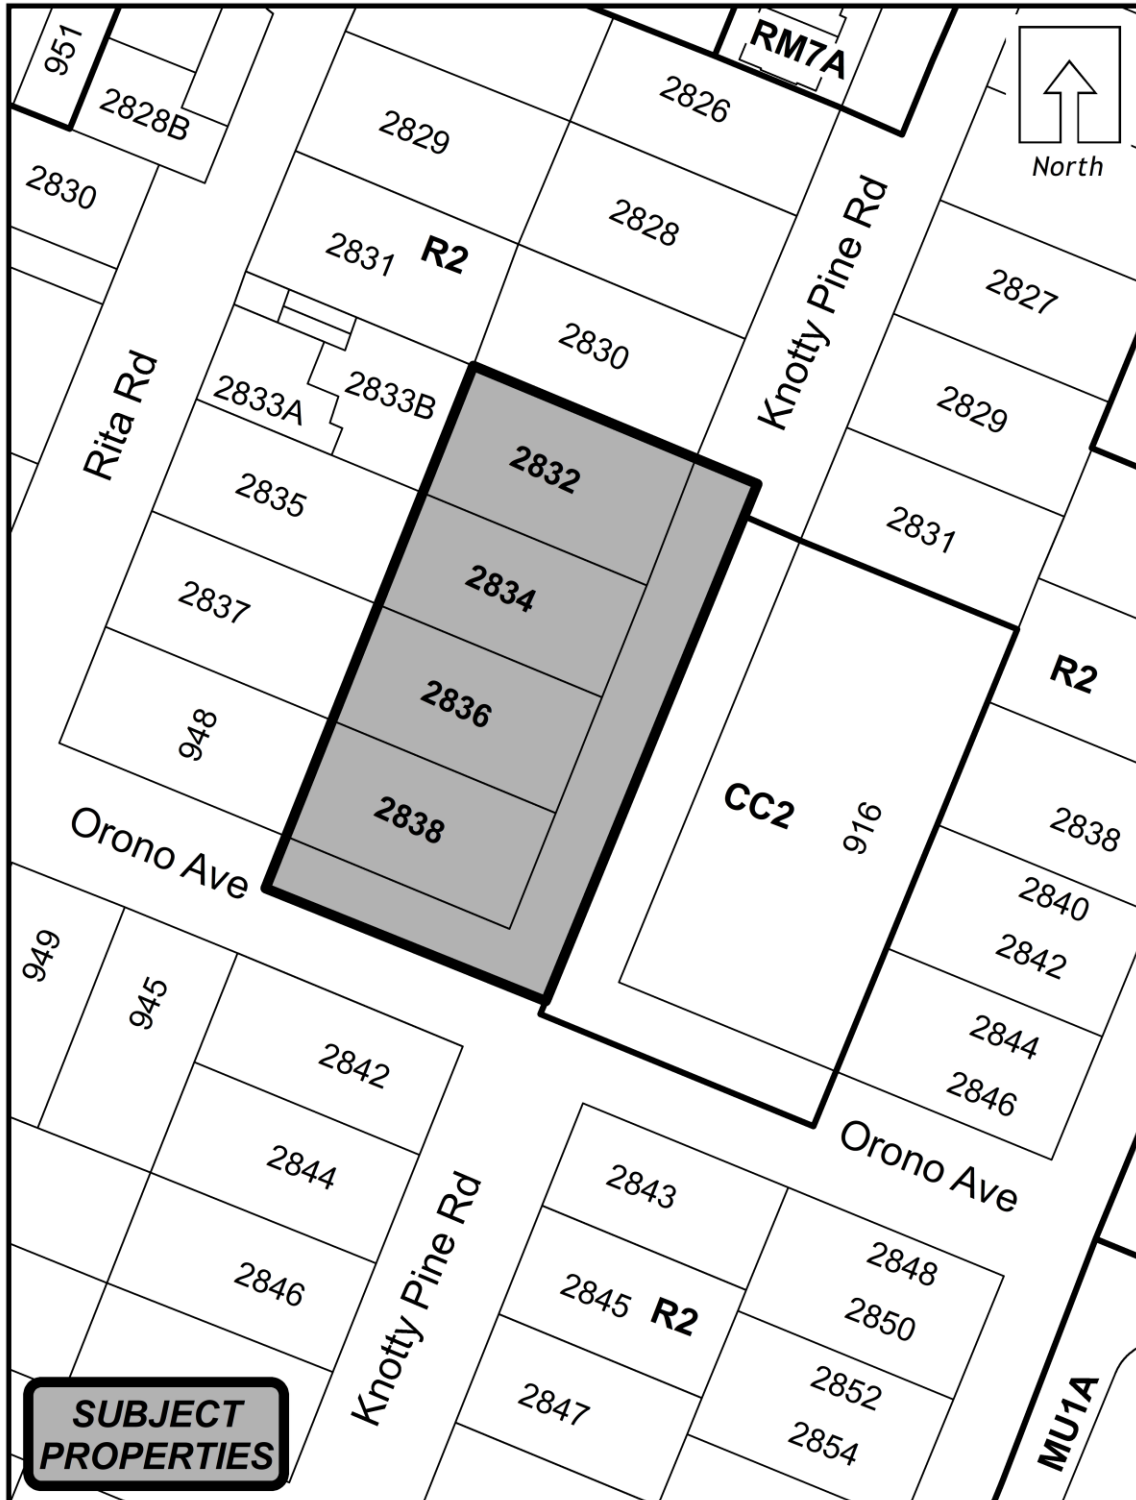 951
RM7A
2828B
2829
2826
North
2830
2831
R2
2828
Knotty Pine Rd
2827
2830
2829
Rita Rd
2833A
2833B
2832
2835
2831
2834
2837
R2
2836
948
CC2
916
2838
2838
Orono Ave
2840
949
945
2842
2842
2844
2844
2846
Orono Ave
2843
2846
Knotty Pine Rd
2845
R2
2848
2850
2847
2852
2854
MU1A
SUBJECT
PROPERTIES